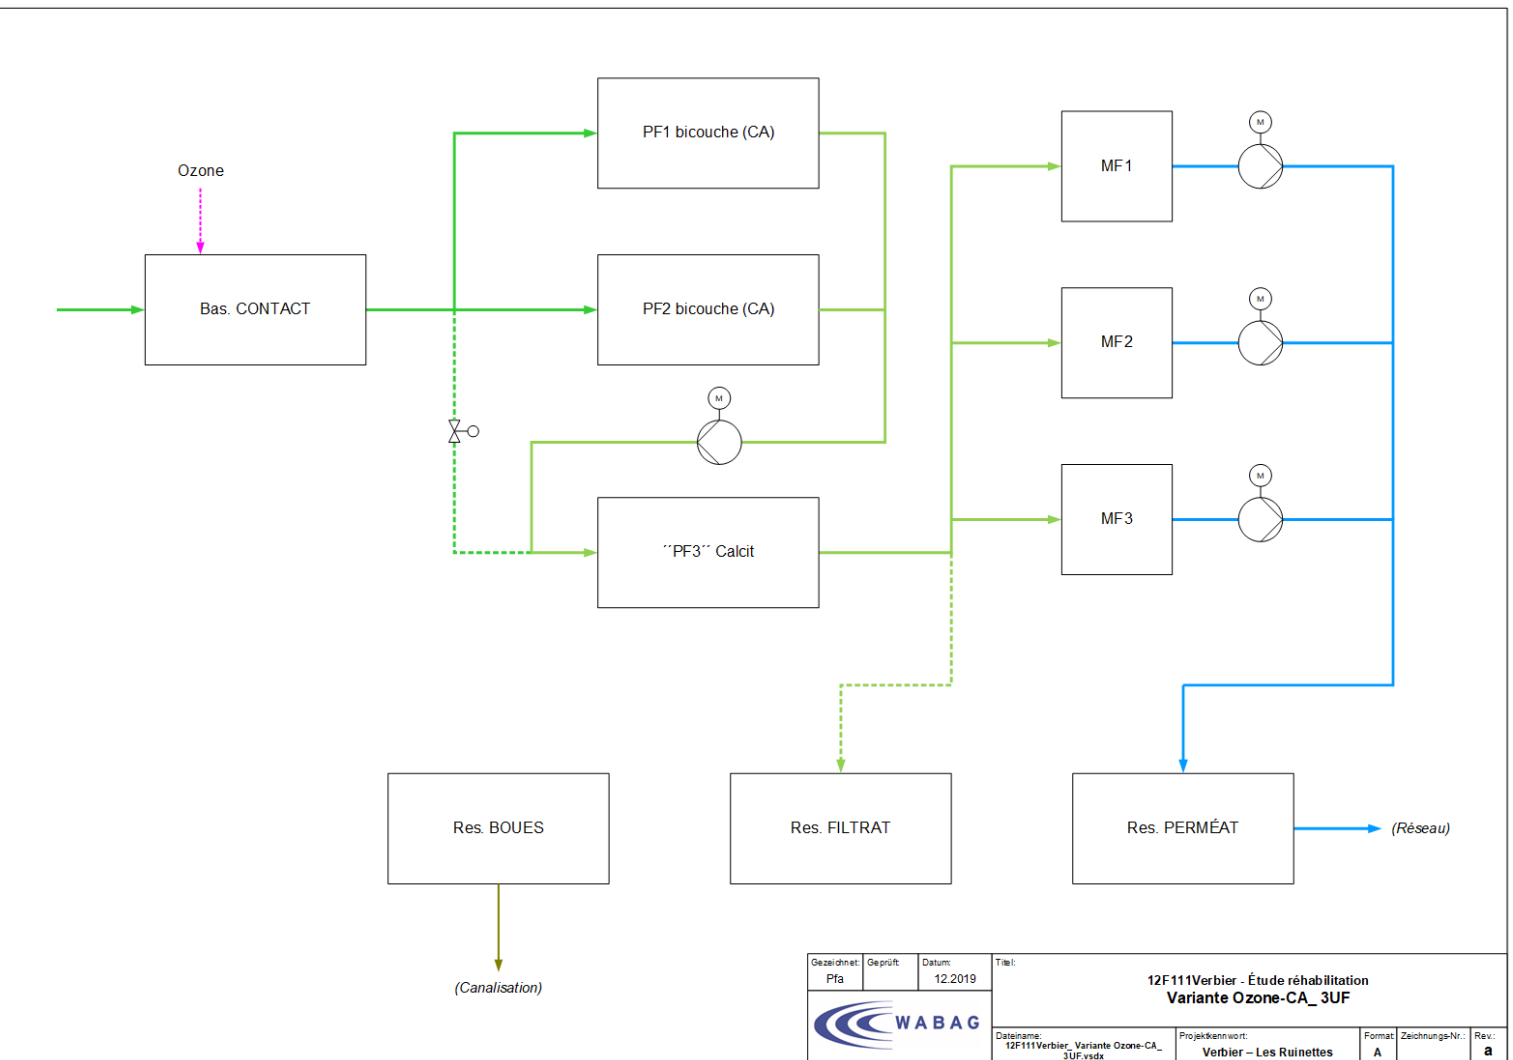 PF1 bicouche (CA)
M
MF1
Ozone
Bas. CONTACT
PF2 bicouche (CA)
M
MF2
M
M
MF3
´´PF3´´ Calcit
Res. BOUES
Res. FILTRAT
Res. PERMÉAT
(Réseau)
(Canalisation)
Gezeichnet:
Pfa
Geprüft:
Datum:
12.2019
Titel:
12F111Verbier - Étude réhabilitation
Variante Ozone-CA_ 3UF
WABAG
Dateiname:
12F111Verbier_ Variante Ozone-CA_
3UF.vsdx
Projektkennwort:
Verbier – Les Ruinettes
Format:
A
Zeichnungs-Nr.:
Rev.:
a